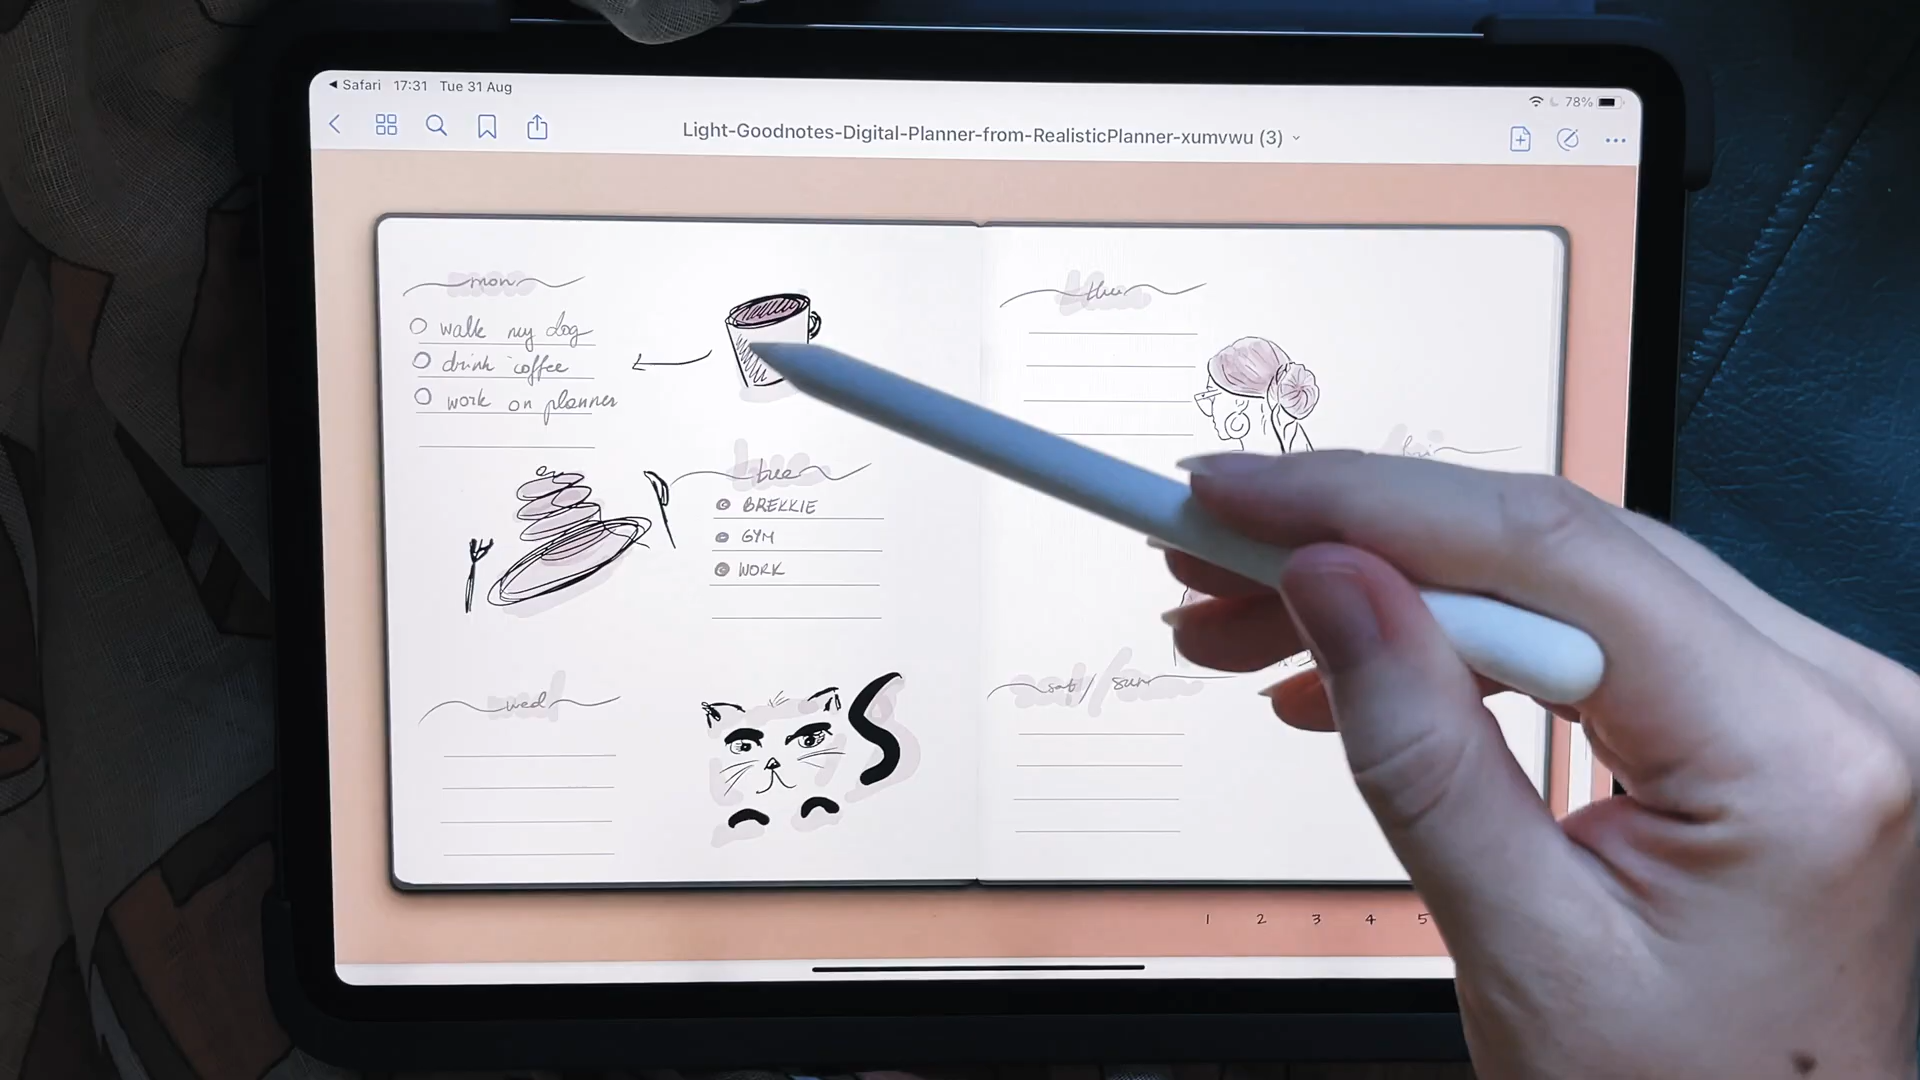 Safari 17:31 Tue 31 Aug
78%
Light-Goodnotes-Digital-Planner-from-RealisticPlanner-xumvwu (3)
mon
walk my dog
drink coffee
work on planner
tue
BREKKIE
GYM
WORK
wed
thu
fri
sat/ sun
1 2 3 4 5